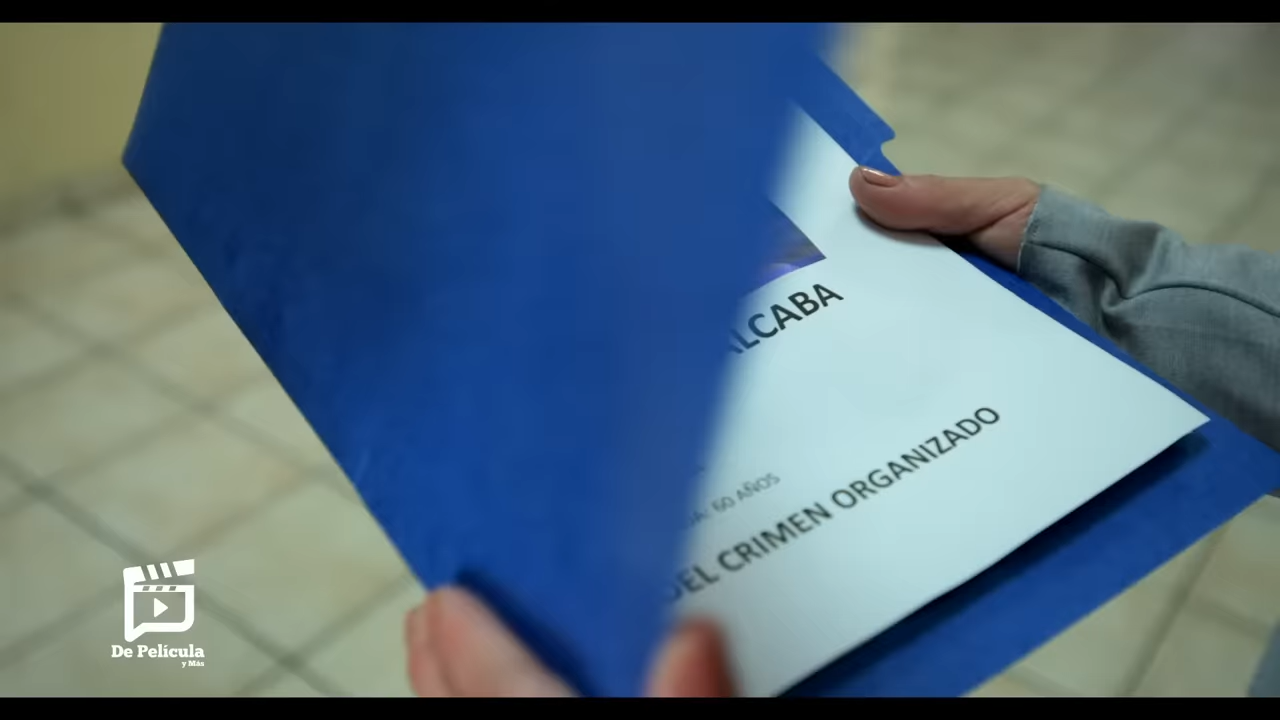 ALCABA
60 AÑOS
DEL CRIMEN ORGANIZADO
De Película
y Más